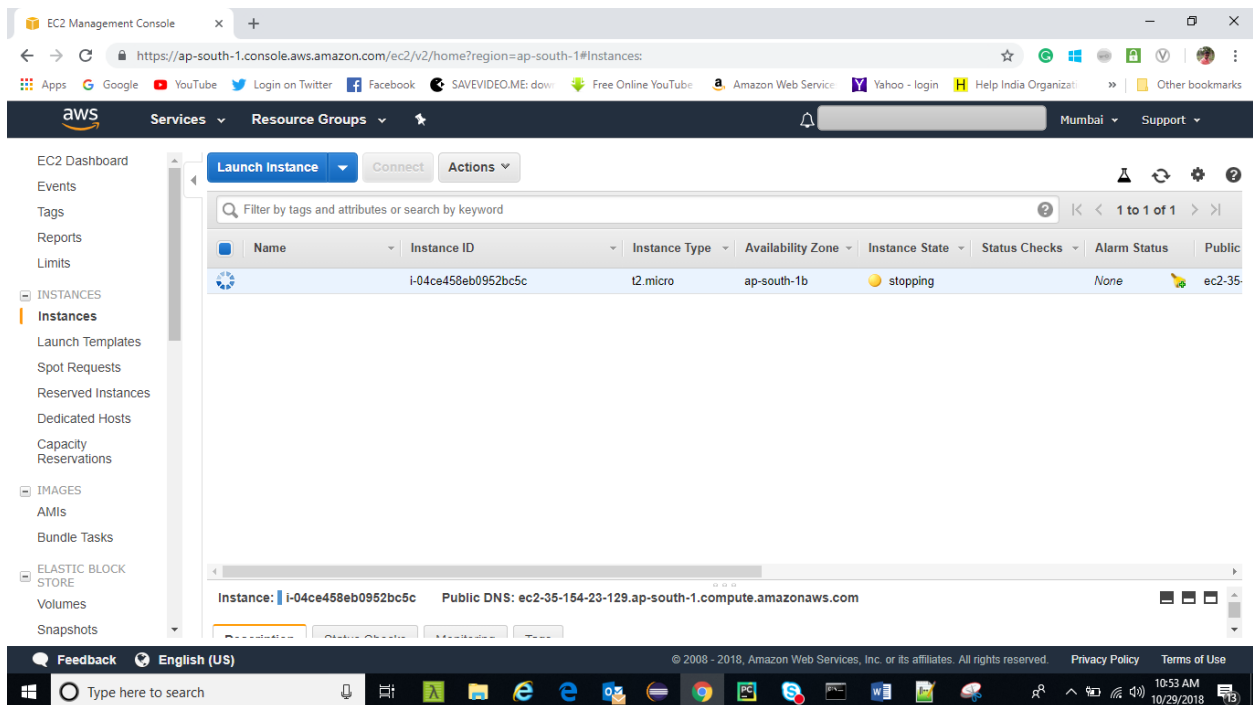 EC2 Management Console
https://ap-south-1.console.aws.amazon.com/ec2/v2/home?region=ap-south-1#Instances:
Apps Google YouTube Login on Twitter Facebook SAVEVIDEO.ME: dow Free Online YouTube Amazon Web Service Yahoo - login Help India Organizat » Other bookmarks
aws Services Resource Groups Mumbai Support
EC2 Dashboard
Events
Tags
Reports
Limits
INSTANCES
Instances
Launch Templates
Spot Requests
Reserved Instances
Dedicated Hosts
Capacity
Reservations
IMAGES
AMIs
Bundle Tasks
ELASTIC BLOCK
STORE
Volumes
Snapshots
Launch Instance Connect Actions
Filter by tags and attributes or search by keyword 1 to 1 of 1
Name Instance ID Instance Type Availability Zone Instance State Status Checks Alarm Status Public
i-04ce458eb0952bc5c t2.micro ap-south-1b stopping None ec2-35-
Instance: i-04ce458eb0952bc5c Public DNS: ec2-35-154-23-129.ap-south-1.compute.amazonaws.com
Description Status Checks Monitoring Tags
Feedback English (US) © 2008 - 2018, Amazon Web Services, Inc. or its affiliates. All rights reserved. Privacy Policy Terms of Use
Type here to search
10:53 AM
10/29/2018
13